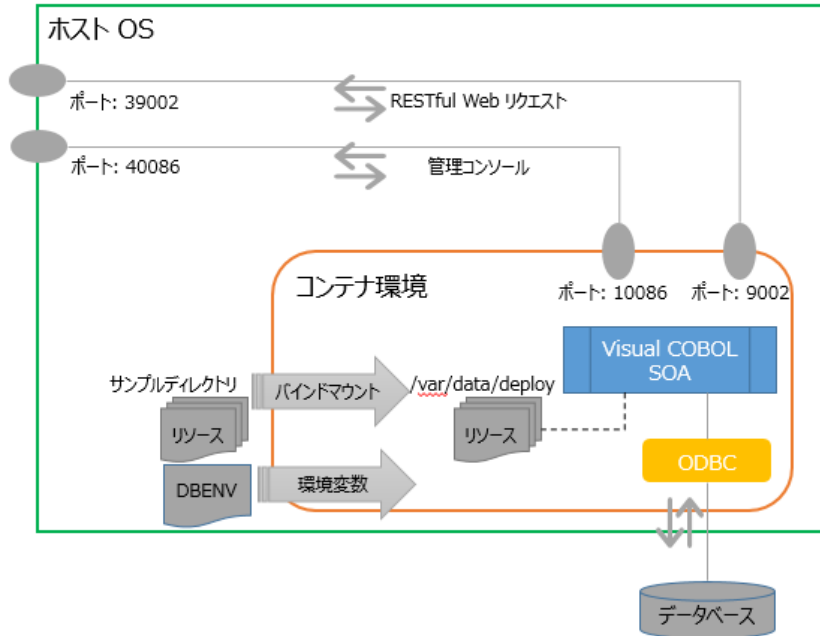 ホスト OS
ポート: 39002
RESTful Web リクエスト
ポート: 40086
管理コンソール
コンテナ環境
ポート: 10086
ポート: 9002
Visual COBOL
SOA
サンプルディレクトリ
バインドマウント
/var/data/deploy
リソース
リソース
ODBC
DBENV
環境変数
データベース